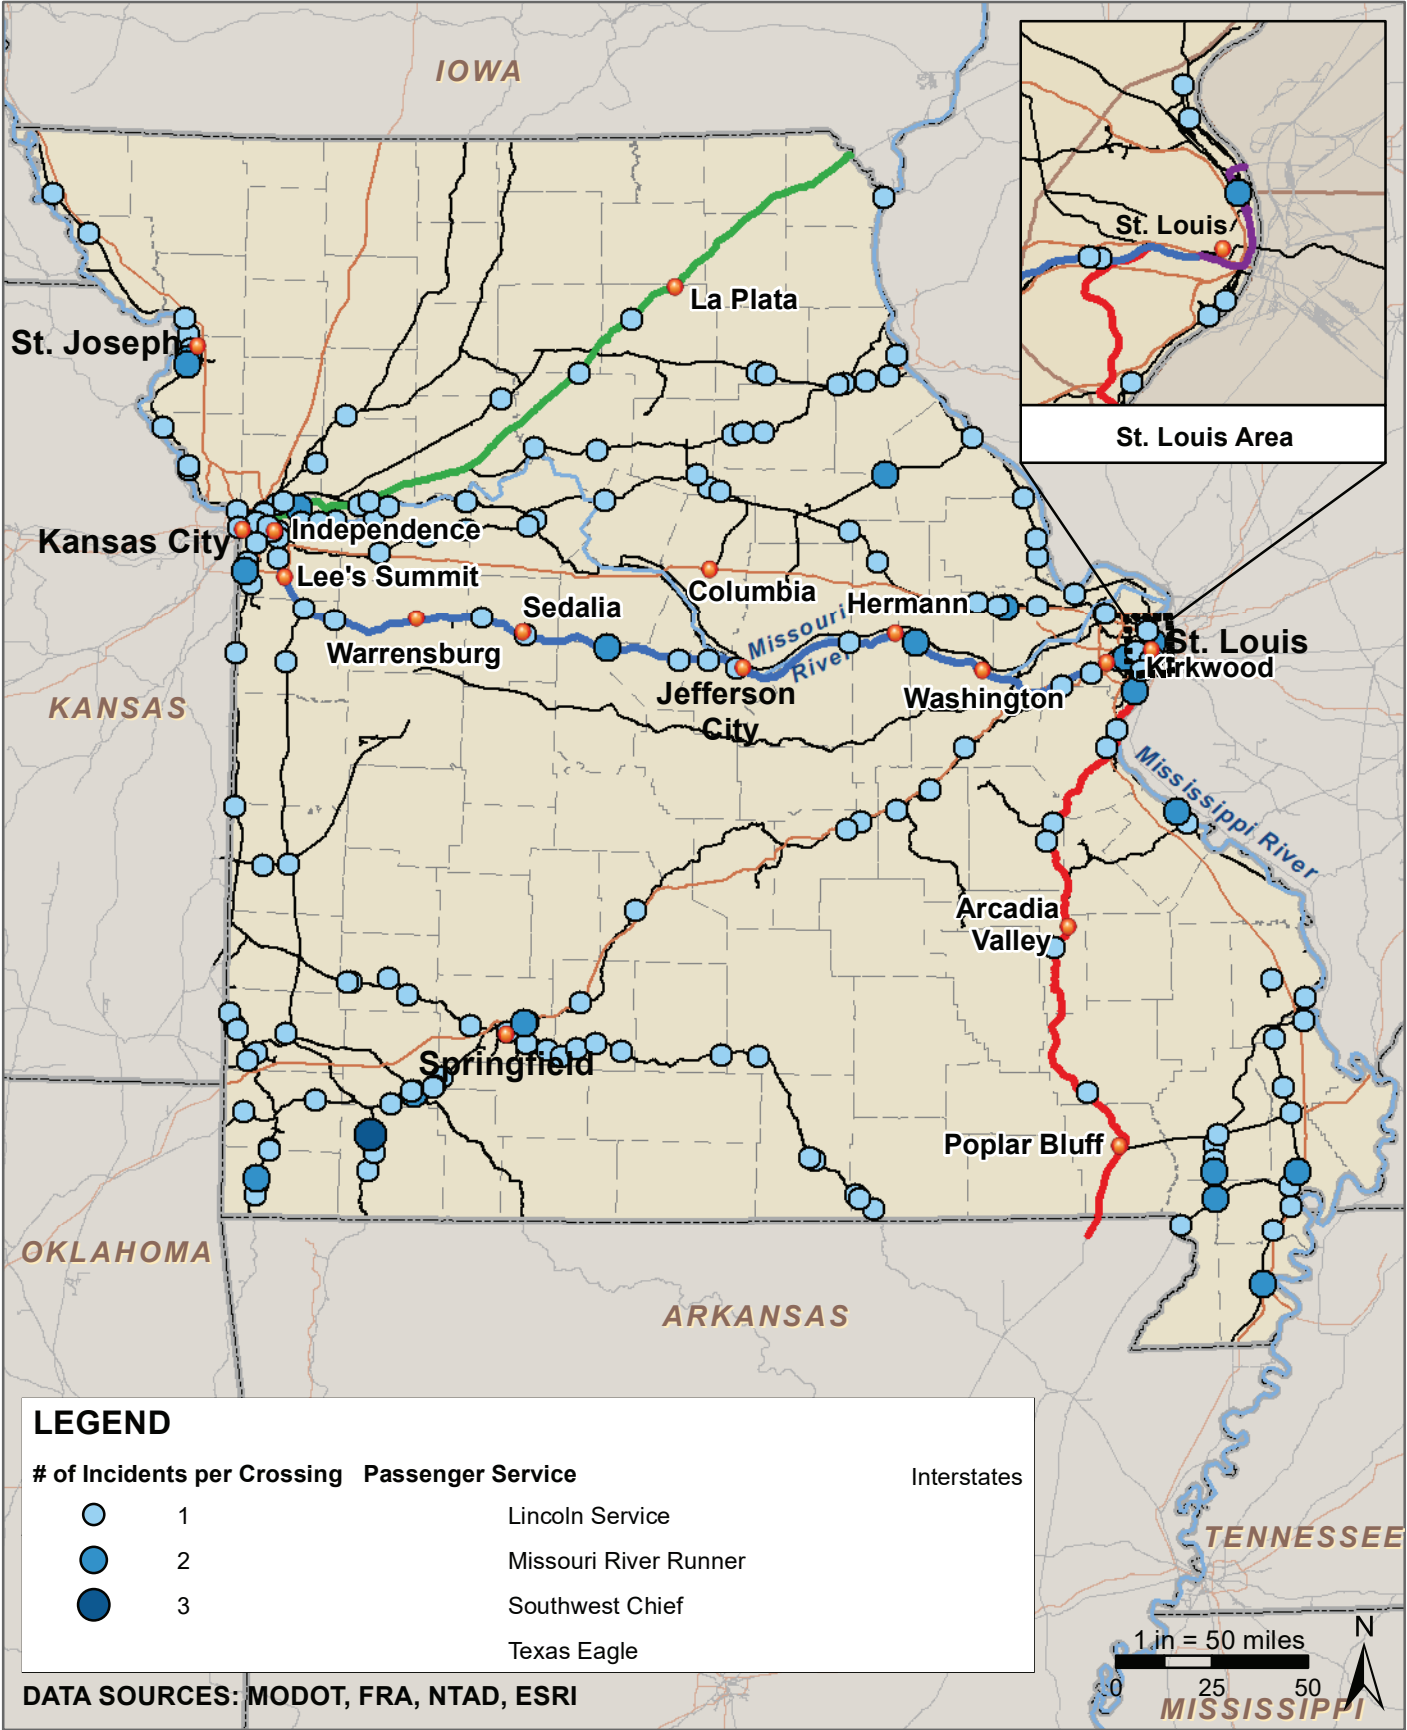 IOWA
St. Louis
St. Louis Area
La Plata
St. Joseph
Kansas City
Independence
Lee's Summit
Columbia
Hermann
Sedalia
Warrensburg
Missouri
River
St. Louis
Kirkwood
Jefferson
City
Washington
KANSAS
Mississippi River
Arcadia
Valley
Springfield
Poplar Bluff
OKLAHOMA
ARKANSAS
LEGEND
# of Incidents per Crossing
1
2
3
Passenger Service
Lincoln Service
Missouri River Runner
Southwest Chief
Texas Eagle
Interstates
TENNESSEE
N
1 in = 50 miles
0 25 50
MISSISSIPPI
DATA SOURCES: MODOT, FRA, NTAD, ESRI